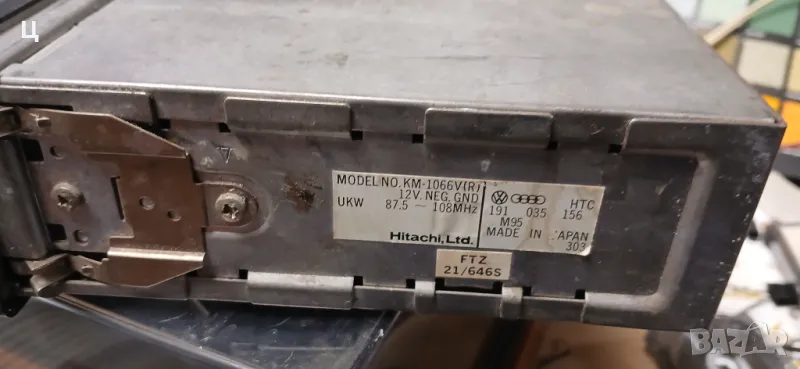 Ц
MODEL NO. KM-1066V(R)
12V. NEG. GND
UKW 87.5 ~ 108MHz
Hitachi, Ltd.
HTC
191 035 156
M95
MADE IN JAPAN
303
FTZ
21/646S
BAZAR